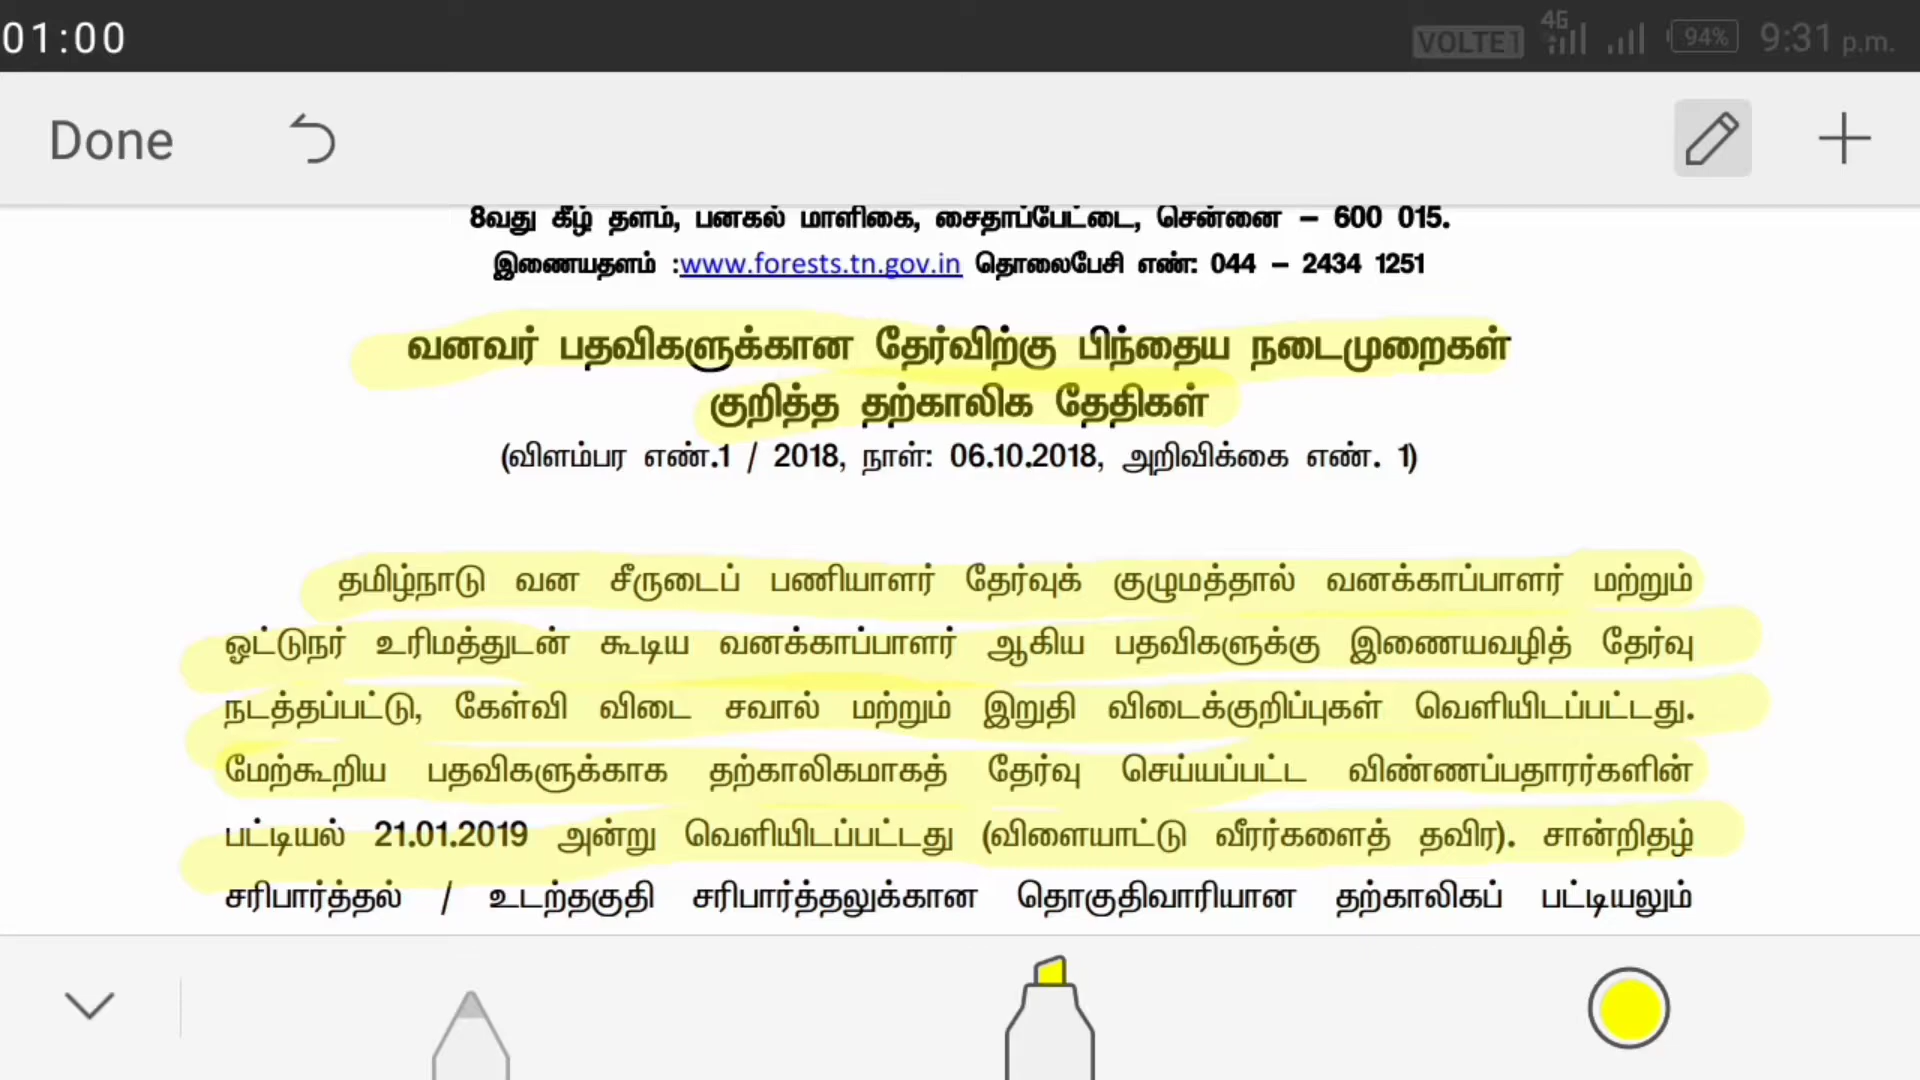 01:00
VOLTE1 4G 94% 9:31 p.m.
Done
8வது கீழ் தளம், பனகல் மாளிகை, சைதாப்பேட்டை, சென்னை – 600 015.
இணையதளம் :www.forests.tn.gov.in தொலைபேசி எண்: 044 – 2434 1251
வனவர் பதவிகளுக்கான தேர்விற்கு பிந்தைய நடைமுறைகள்
குறித்த தற்காலிக தேதிகள்
(விளம்பர எண்.1 / 2018, நாள்: 06.10.2018, அறிவிக்கை எண். 1)
தமிழ்நாடு வன சீருடைப் பணியாளர் தேர்வுக் குழுமத்தால் வனக்காப்பாளர் மற்றும்
ஓட்டுநர் உரிமத்துடன் கூடிய வனக்காப்பாளர் ஆகிய பதவிகளுக்கு இணையவழித் தேர்வு
நடத்தப்பட்டு, கேள்வி விடை சவால் மற்றும் இறுதி விடைக்குறிப்புகள் வெளியிடப்பட்டது.
மேற்கூறிய பதவிகளுக்காக தற்காலிகமாகத் தேர்வு செய்யப்பட்ட விண்ணப்பதாரர்களின்
பட்டியல் 21.01.2019 அன்று வெளியிடப்பட்டது (விளையாட்டு வீரர்களைத் தவிர). சான்றிதழ்
சரிபார்த்தல் / உடற்தகுதி சரிபார்த்தலுக்கான தொகுதிவாரியான தற்காலிகப் பட்டியலும்